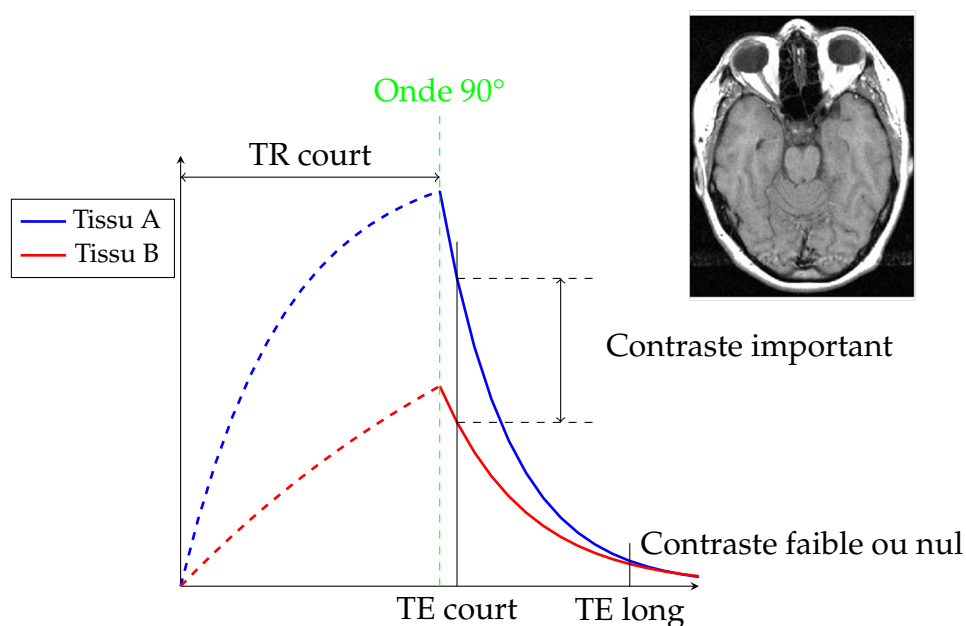 Onde 90°
TR court
Tissu A
Tissu B
Contraste important
Contraste faible ou nul
TE court
TE long